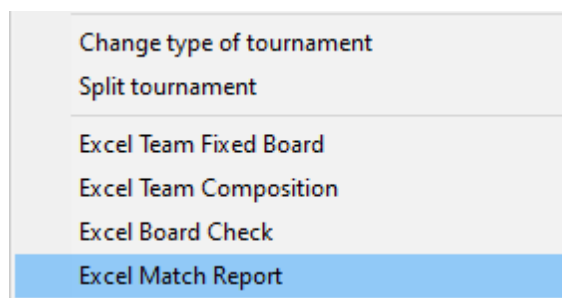 Change type of tournament
Split tournament
Excel Team Fixed Board
Excel Team Composition
Excel Board Check
Excel Match Report